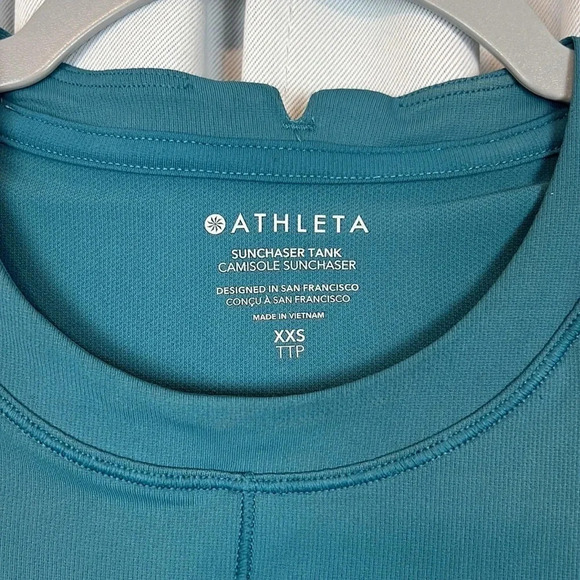 ATHLETA
SUNCHASER TANK
CAMISOLE SUNCHASER
DESIGNED IN SAN FRANCISCO
CONÇU À SAN FRANCISCO
MADE IN VIETNAM
XXS
TTP